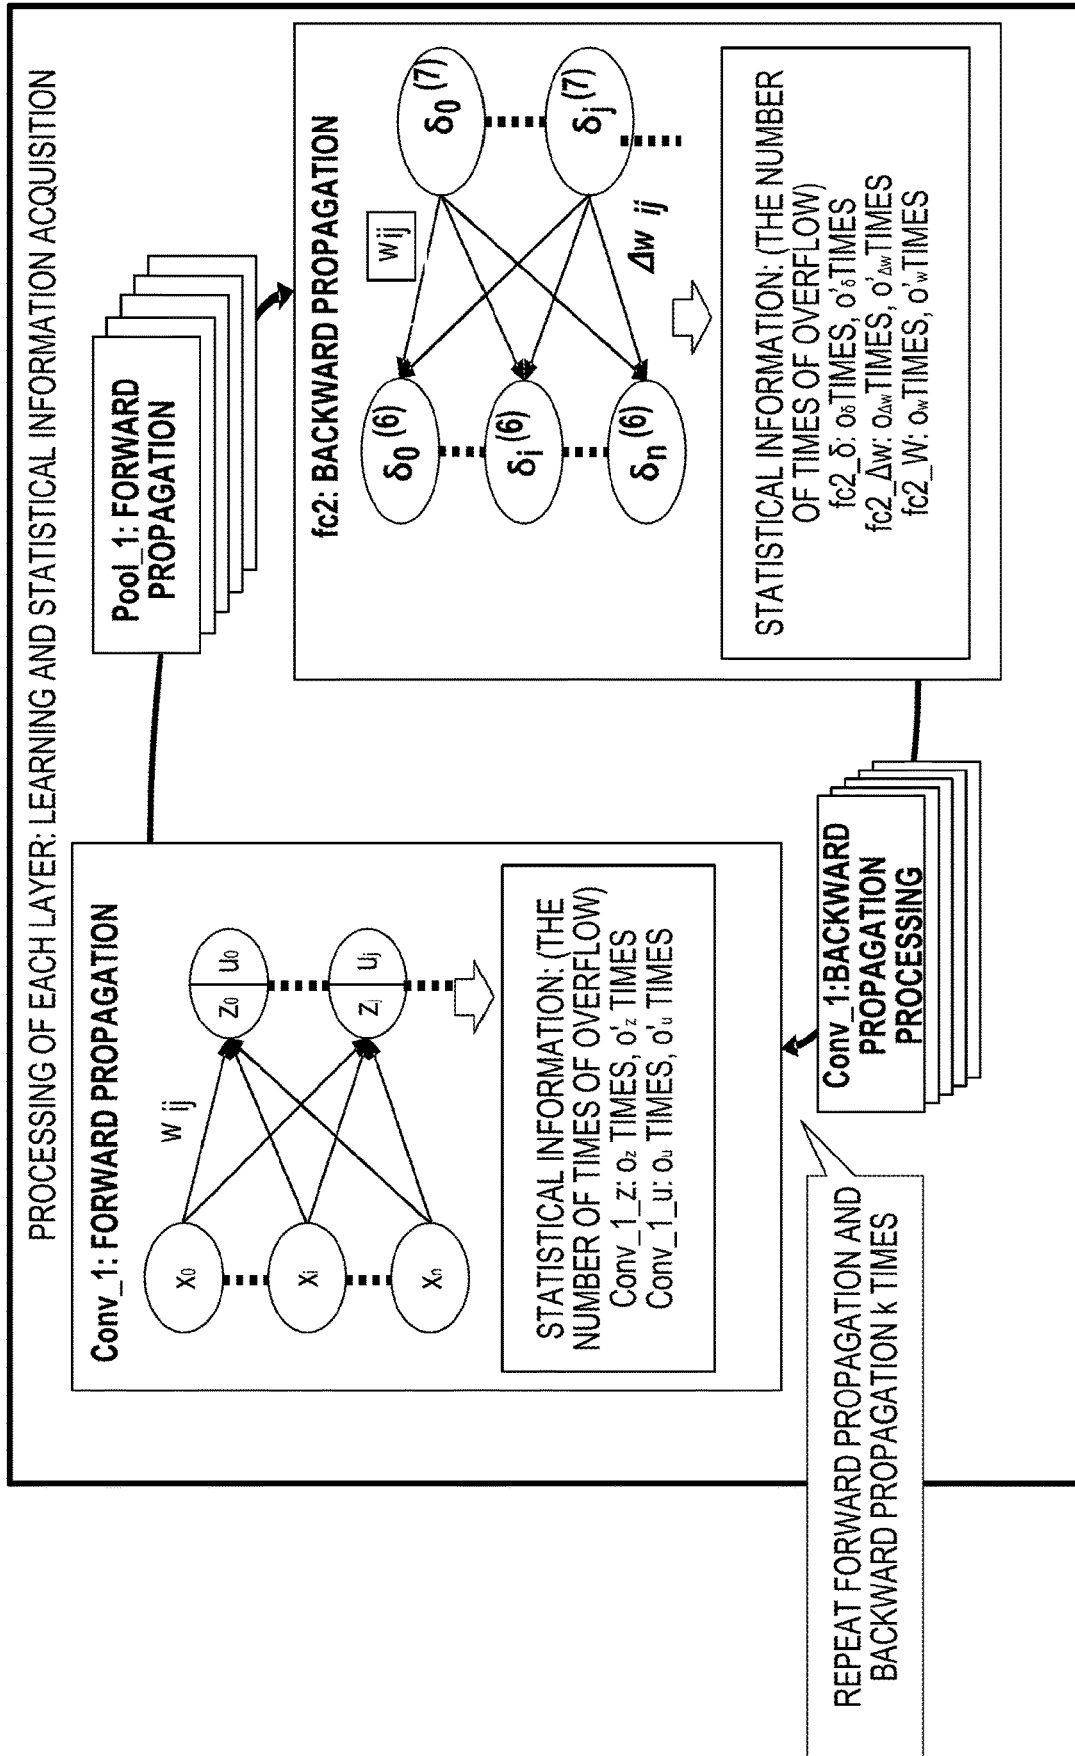 PROCESSING OF EACH LAYER: LEARNING AND STATISTICAL INFORMATION ACQUISITION
Conv_1: FORWARD PROPAGATION
W ij
x0
xi
xn
z0 u0
zj uj
STATISTICAL INFORMATION: (THE
NUMBER OF TIMES OF OVERFLOW)
Conv_1_z: oz TIMES, o'z TIMES
Conv_1_u: ou TIMES, o'u TIMES
Pool_1: FORWARD
PROPAGATION
fc2: BACKWARD PROPAGATION
w ij
δ0(6)
δi(6)
δn(6)
δ0(7)
δj(7)
Δw ij
STATISTICAL INFORMATION: (THE NUMBER
OF TIMES OF OVERFLOW)
fc2_δ: oδ TIMES, o'δ TIMES
fc2_Δw: oΔw TIMES, o'Δw TIMES
fc2_W: ow TIMES, o'w TIMES
Conv_1:BACKWARD
PROPAGATION
PROCESSING
REPEAT FORWARD PROPAGATION AND
BACKWARD PROPAGATION k TIMES